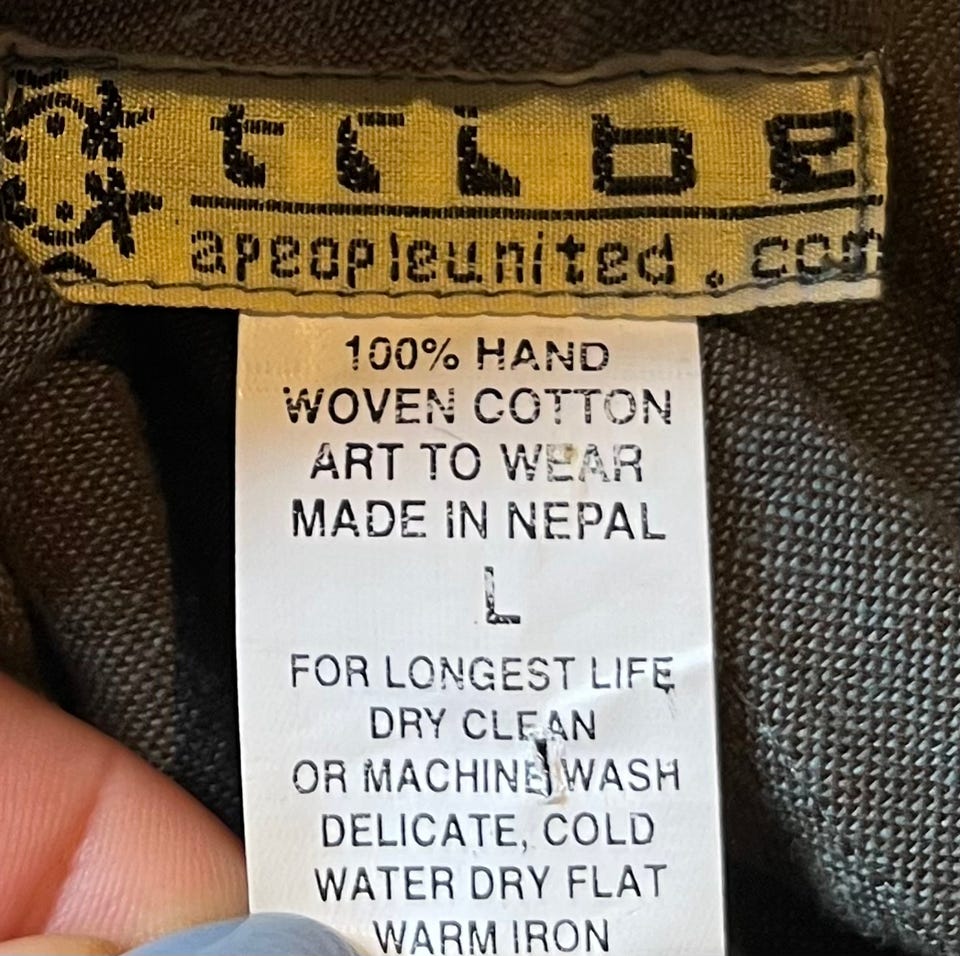 tribe
apeopleunited.com
100% HAND
WOVEN COTTON
ART TO WEAR
MADE IN NEPAL
L
FOR LONGEST LIFE
DRY CLEAN
OR MACHINE WASH
DELICATE, COLD
WATER DRY FLAT
WARM IRON